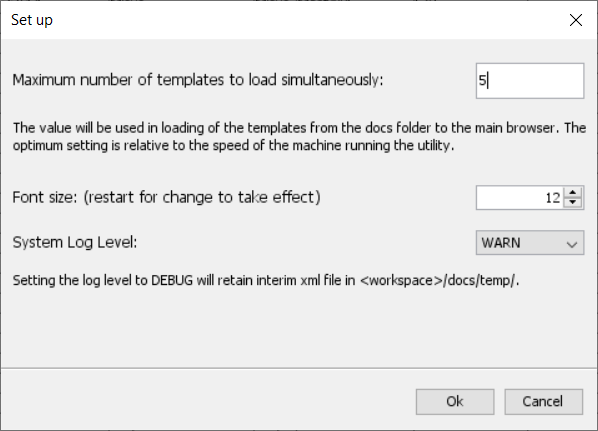 Set up
Maximum number of templates to load simultaneously:
5
The value will be used in loading of the templates from the docs folder to the main browser. The
optimum setting is relative to the speed of the machine running the utility.
Font size: (restart for change to take effect)
12
System Log Level:
WARN
Setting the log level to DEBUG will retain interim xml file in <workspace>/docs/temp/.
Ok
Cancel